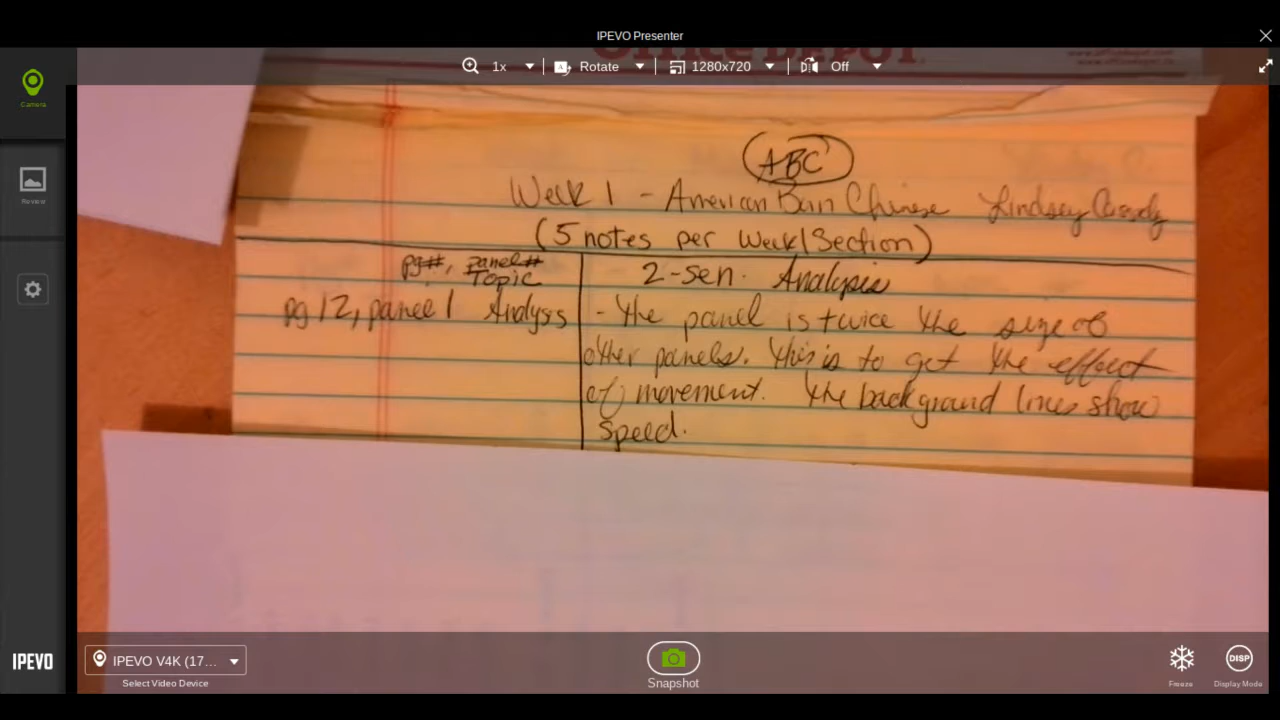 IPEVO Presenter
OFFICE DEPOT.
1x Rotate 1280x720 Off
Camera
Review
ABC
Week 1 - American Born Chinese Lindsey Cassidy
(5 notes per week/Section)
pg#, panel#
Topic
2-sen. Analysis
pg 12, panel 1 Analysis
- The panel is twice the size of
other panels. This is to get the effect
of movement. The background lines show
speed.
IPEVO
IPEVO V4K (17...
Select Video Device
Snapshot
Freeze
DISP
Display Mode